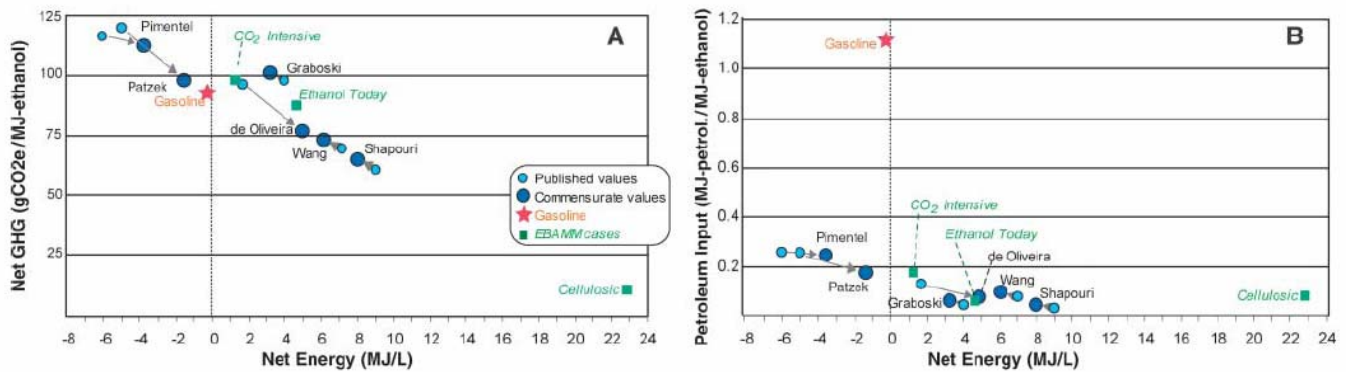 A
Net GHG (gCO2e/MJ-ethanol)
125
100
75
50
25
Pimentel
Patzek
Gasoline
CO2 Intensive
Graboski
Ethanol Today
de Oliveira
Wang
Shapouri
Published values
Commensurate values
Gasoline
EBAMM cases
Cellulosic
-8 -6 -4 -2 0 2 4 6 8 10 12 14 16 18 20 22 24
Net Energy (MJ/L)
B
Petroleum Input (MJ-petrol./MJ-ethanol)
1.2
1.0
0.8
0.6
0.4
0.2
Gasoline
Pimentel
Patzek
CO2 Intensive
Ethanol Today
de Oliveira
Graboski
Wang
Shapouri
Cellulosic
-8 -6 -4 -2 0 2 4 6 8 10 12 14 16 18 20 22 24
Net Energy (MJ/L)